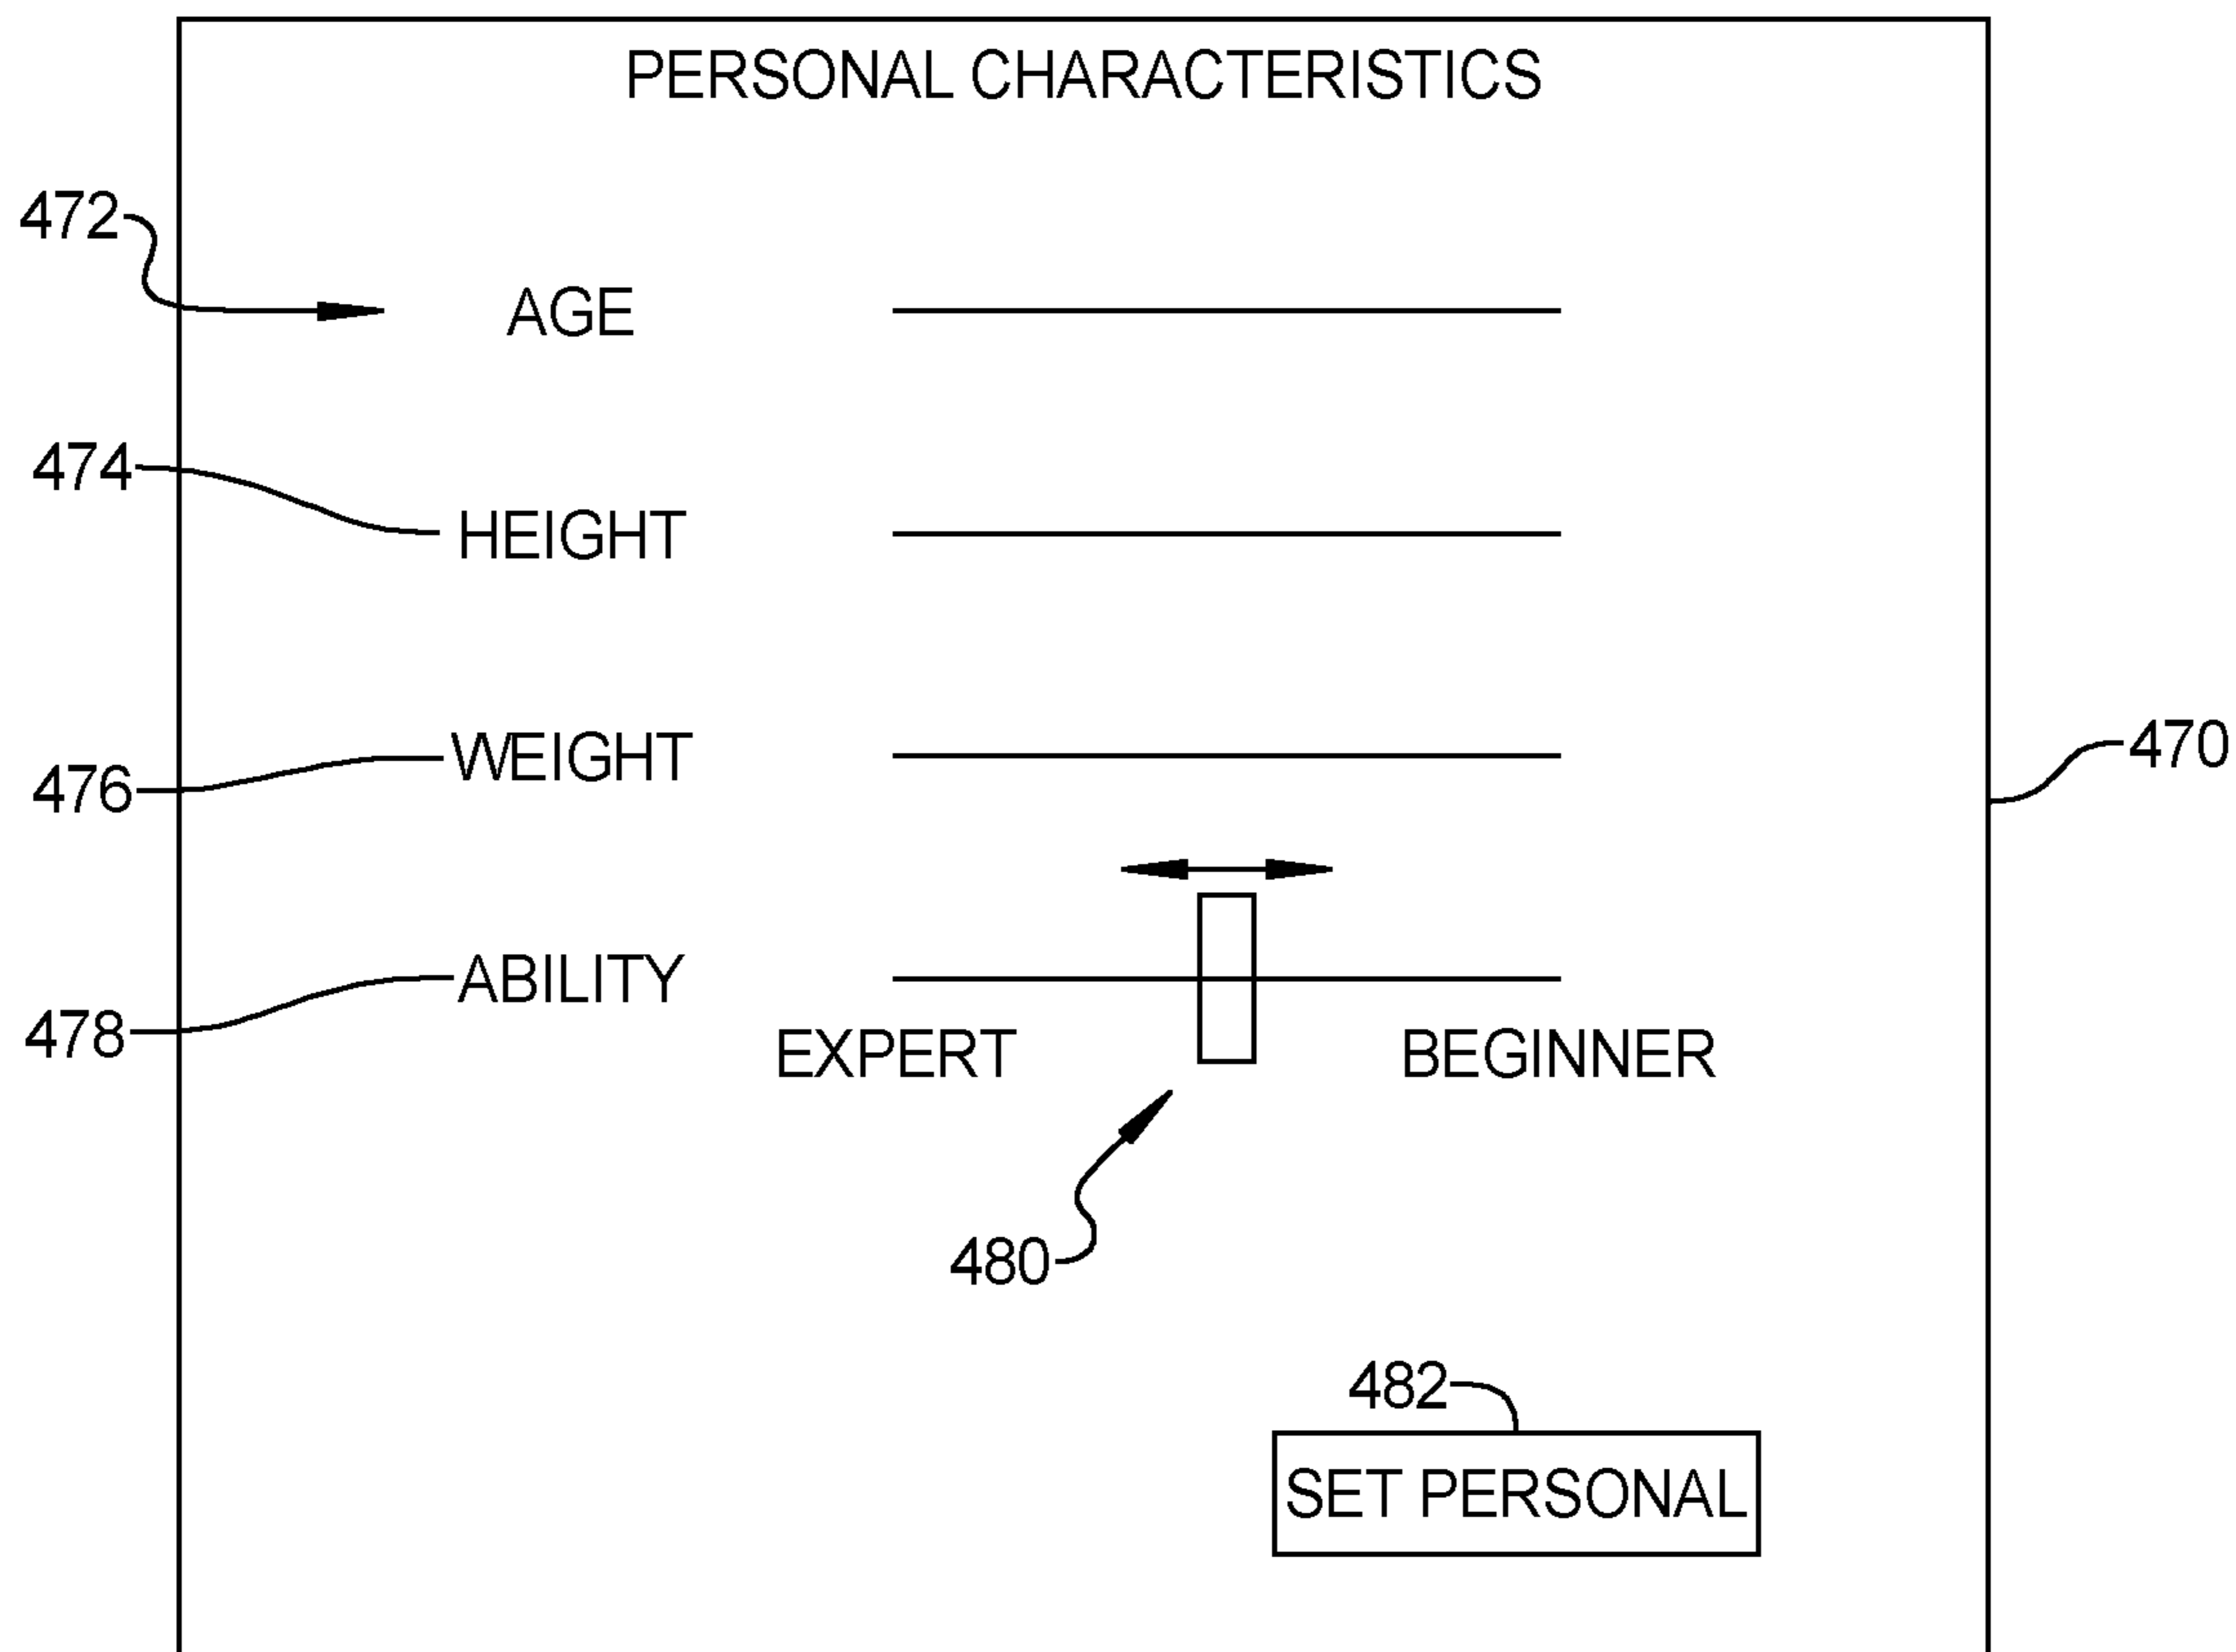 PERSONAL CHARACTERISTICS
472
AGE
474
HEIGHT
470
476
WEIGHT
478
ABILITY
EXPERT
BEGINNER
480
482
SET PERSONAL